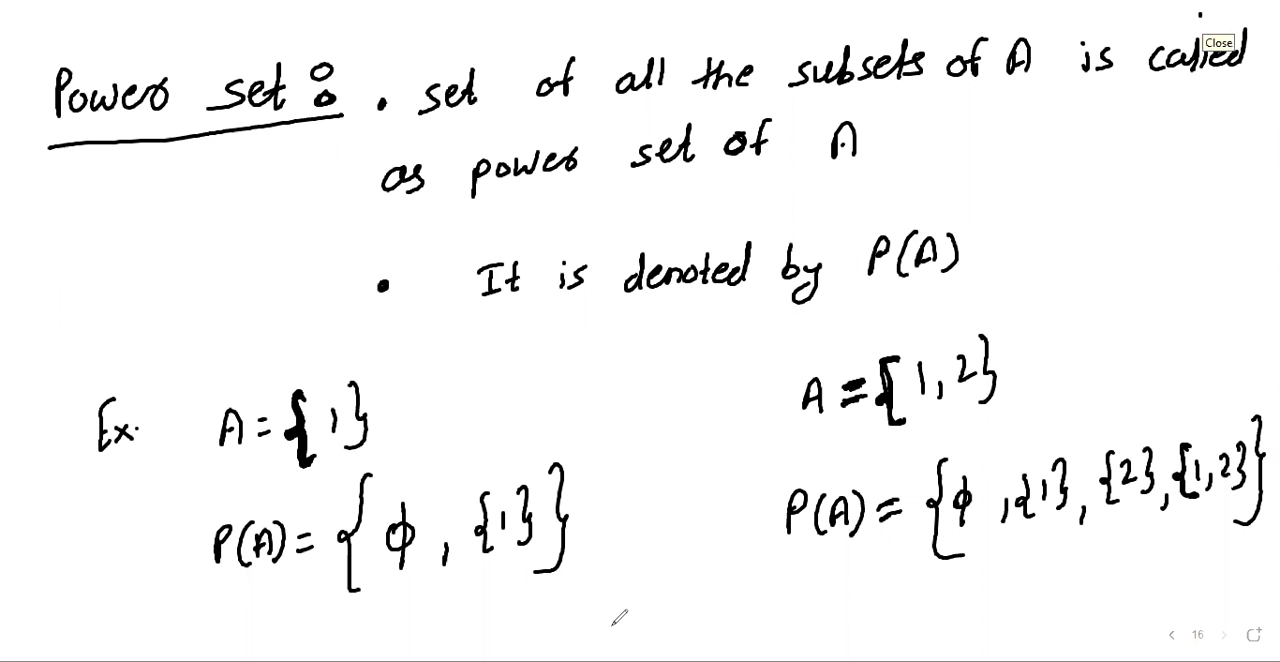 Close
Power set : • set of all the subsets of A is called
as power set of A
• It is denoted by P(A)
Ex. A = {1}
P(A) = {ϕ, {1}}
A = {1, 2}
P(A) = {ϕ, {1}, {2}, {1, 2}}
< 16 >